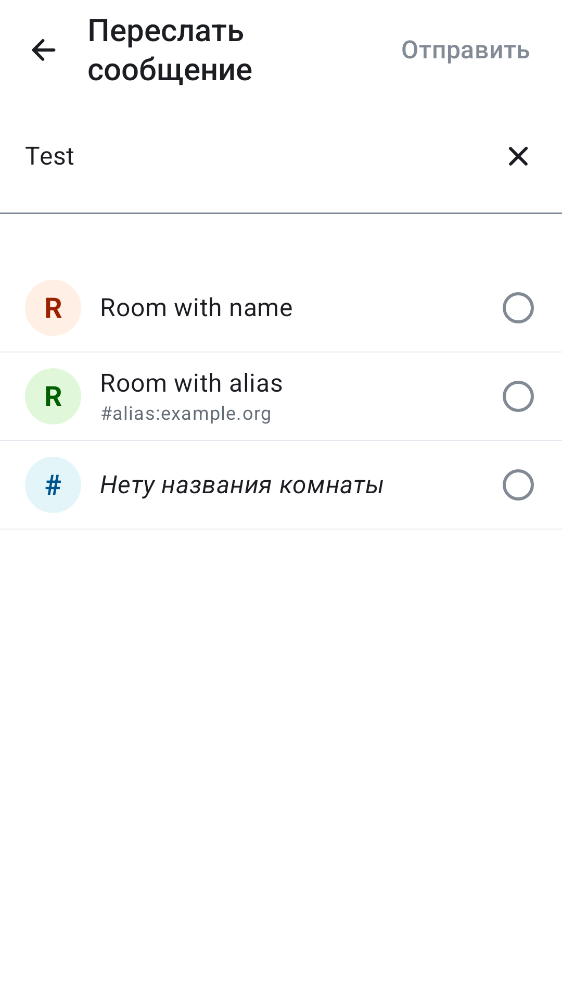 Переслать
сообщение
Отправить
Test
R
Room with name
R
Room with alias
#alias:example.org
#
Нету названия комнаты